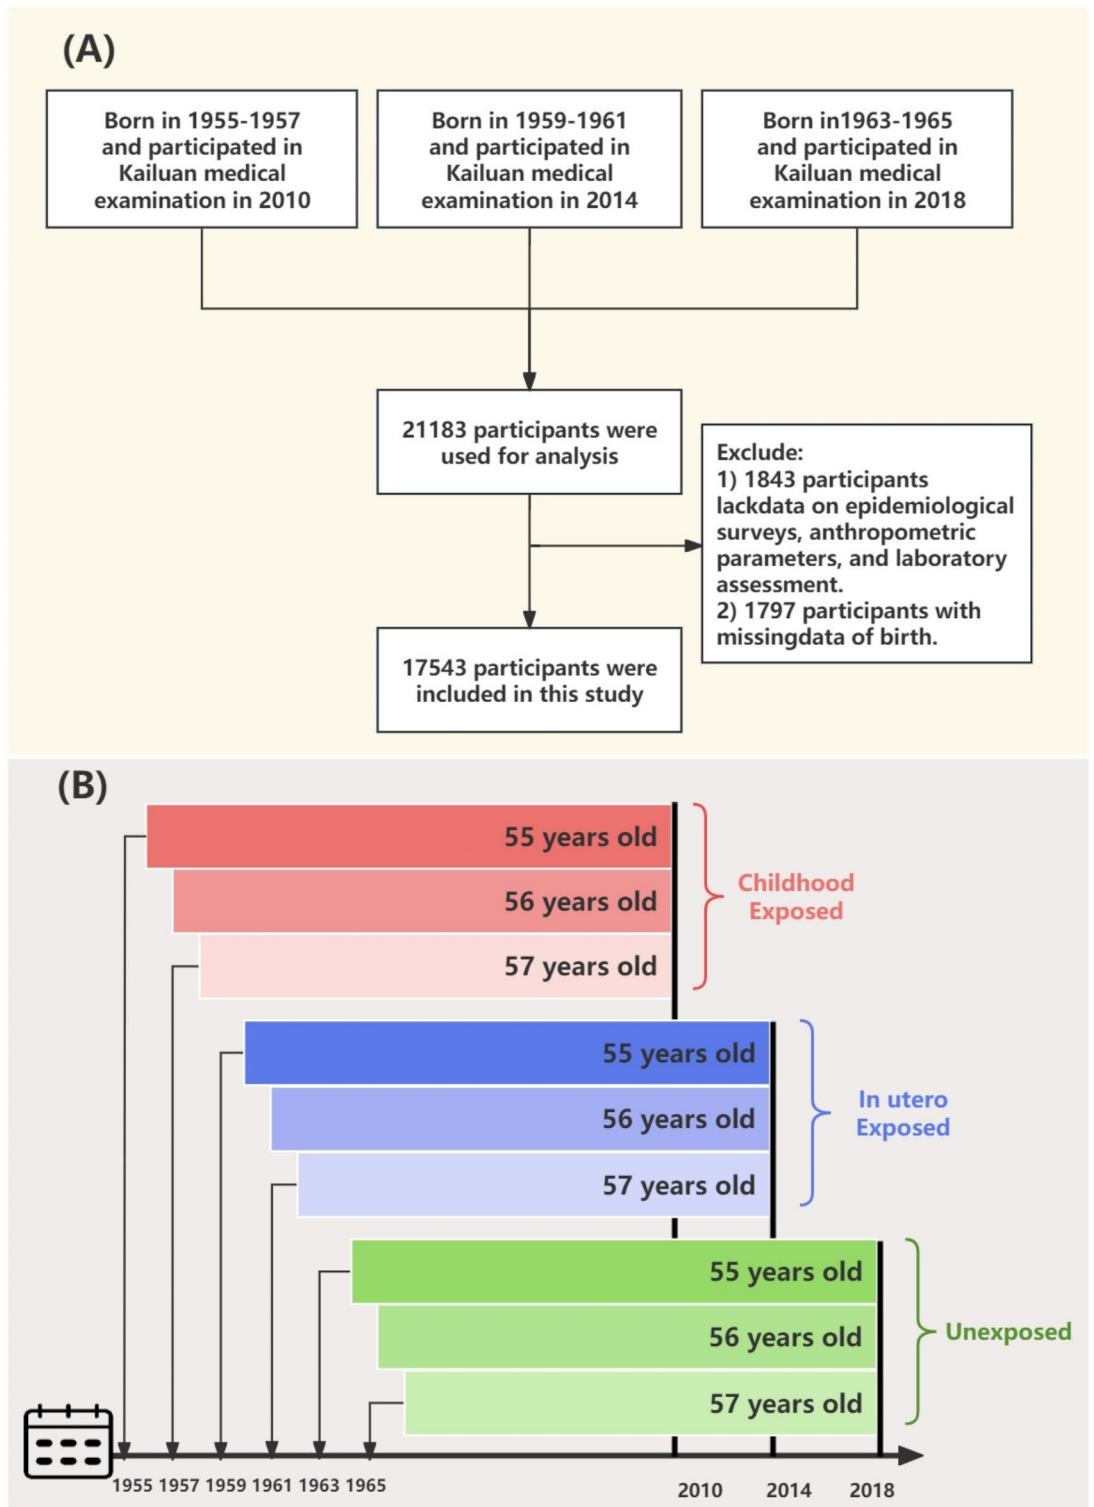 (A)
Born in 1955-1957
and participated in
Kailuan medical
examination in 2010
Born in 1959-1961
and participated in
Kailuan medical
examination in 2014
Born in1963-1965
and participated in
Kailuan medical
examination in 2018
21183 participants were
used for analysis
Exclude:
1) 1843 participants
lackdata on epidemiological
surveys, anthropometric
parameters, and laboratory
assessment.
2) 1797 participants with
missingdata of birth.
17543 participants were
included in this study
(B)
55 years old
56 years old
57 years old
Childhood
Exposed
55 years old
56 years old
57 years old
In utero
Exposed
55 years old
56 years old
57 years old
Unexposed
1955 1957 1959 1961 1963 1965
2010 2014 2018